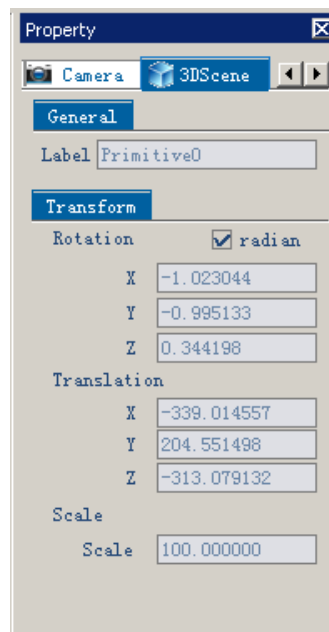 Property
Camera 3DScene
General
Label Primitive0
Transform
Rotation radian
X -1.023044
Y -0.995133
Z 0.344198
Translation
X -339.014557
Y 204.551498
Z -313.079132
Scale
Scale 100.000000